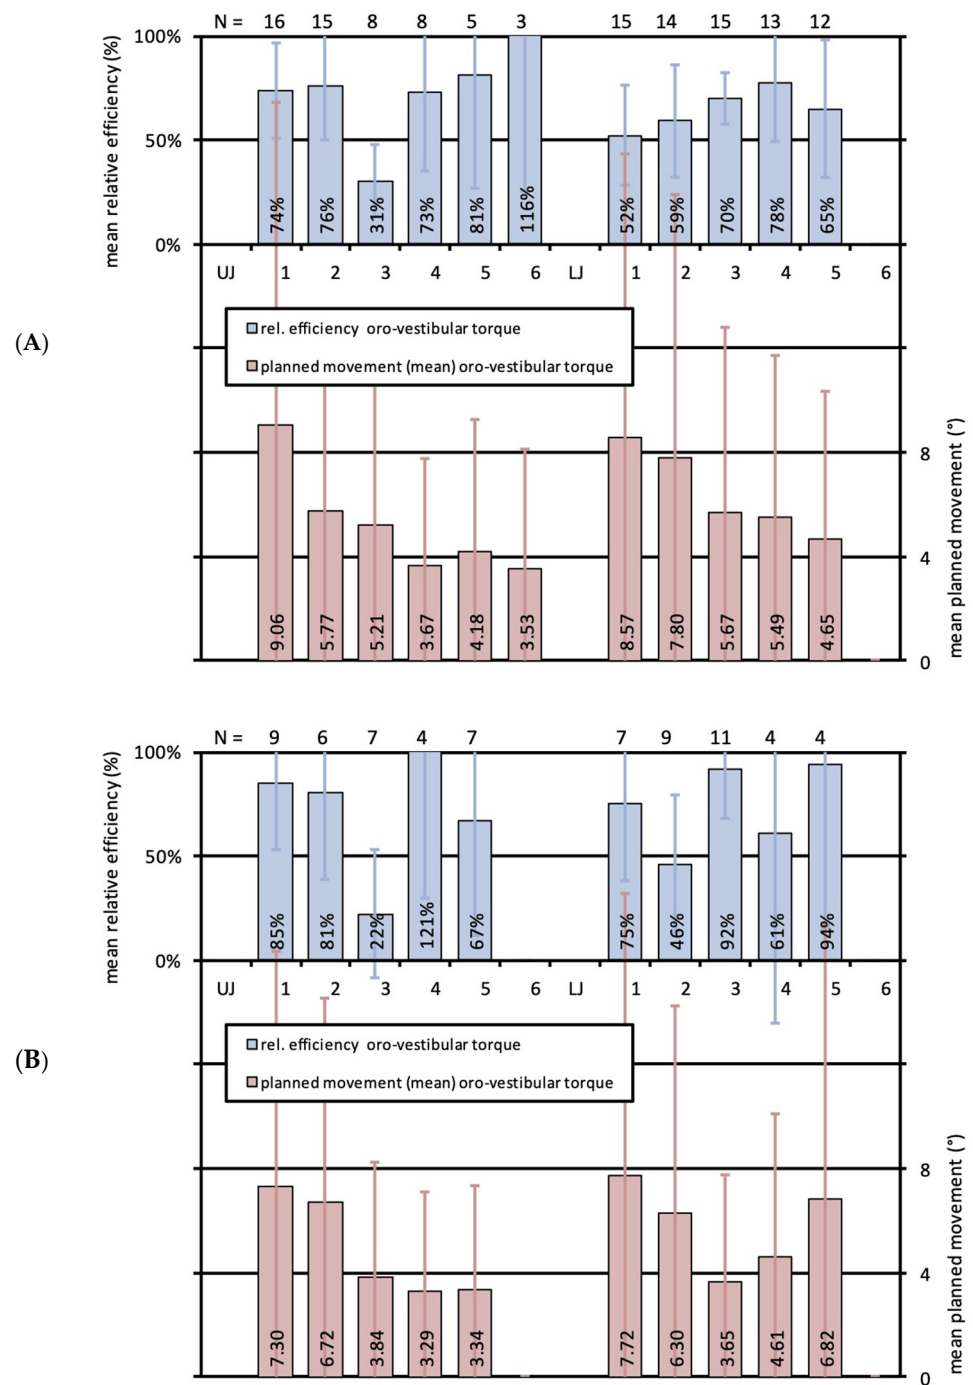 N = 16 15 8 8 5 3 15 14 15 13 12
100%
50%
0%
mean relative efficiency (%)
74% 76% 31% 73% 81% 116% 52% 59% 70% 78% 65%
UJ 1 2 3 4 5 6 LJ 1 2 3 4 5 6
(A)
rel. efficiency oro-vestibular torque
planned movement (mean) oro-vestibular torque
8
4
0
mean planned movement (°)
9.06 5.77 5.21 3.67 4.18 3.53 8.57 7.80 5.67 5.49 4.65
N = 9 6 7 4 7 7 9 11 4 4
100%
50%
0%
mean relative efficiency (%)
85% 81% 22% 121% 67% 75% 46% 92% 61% 94%
UJ 1 2 3 4 5 6 LJ 1 2 3 4 5 6
(B)
rel. efficiency oro-vestibular torque
planned movement (mean) oro-vestibular torque
8
4
0
mean planned movement (°)
7.30 6.72 3.84 3.29 3.34 7.72 6.30 3.65 4.61 6.82